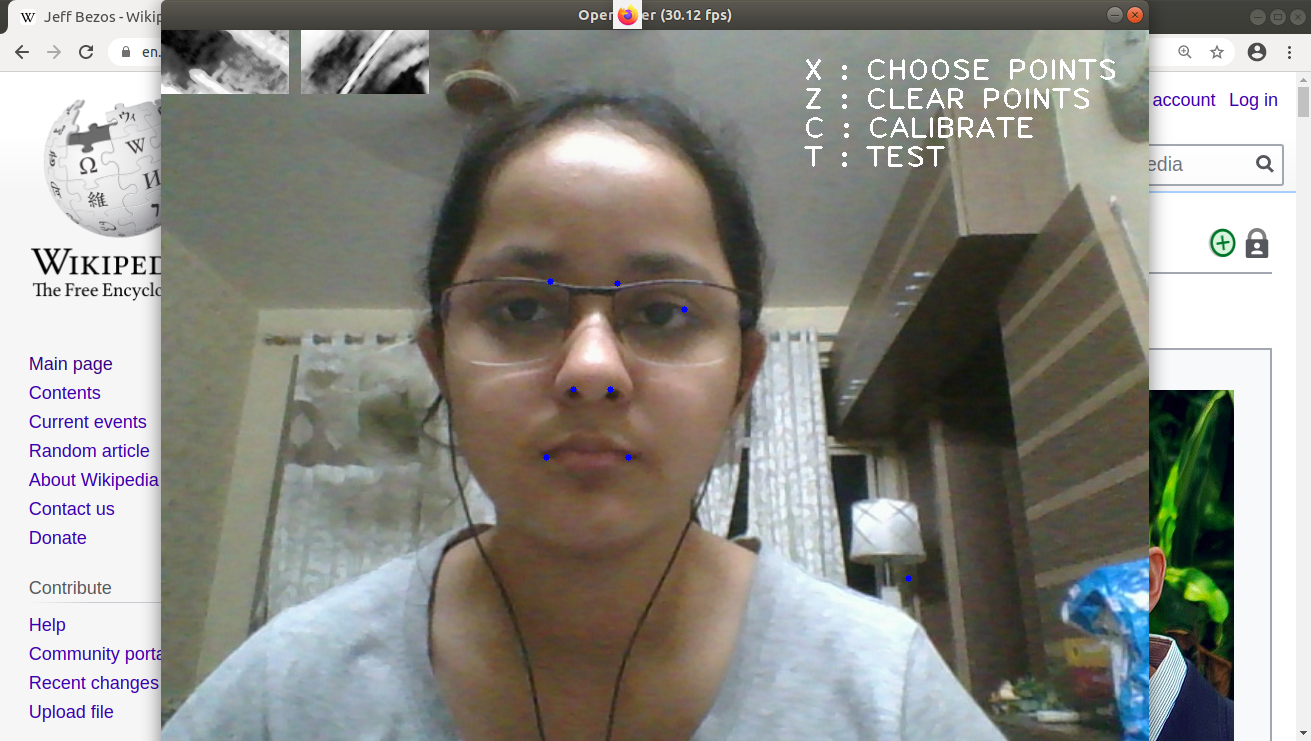 Jeff Bezos - Wikip
Open er (30.12 fps)
en.
X : CHOOSE POINTS
Z : CLEAR POINTS
C : CALIBRATE
T : TEST
account Log in
edia
WIKIPED
The Free Encyclo
Main page
Contents
Current events
Random article
About Wikipedia
Contact us
Donate
Contribute
Help
Community porta
Recent changes
Upload file